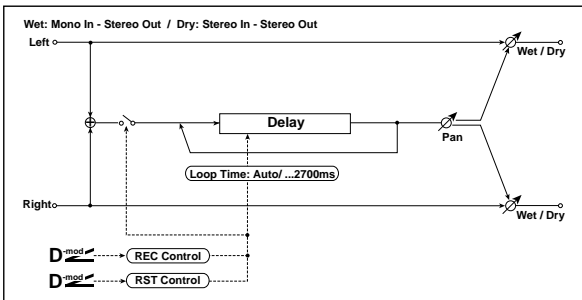 Wet: Mono In - Stereo Out / Dry: Stereo In - Stereo Out
Left
Wet / Dry
Delay
Pan
Loop Time: Auto/ ...2700ms
Right
Wet / Dry
D-mod
REC Control
D-mod
RST Control